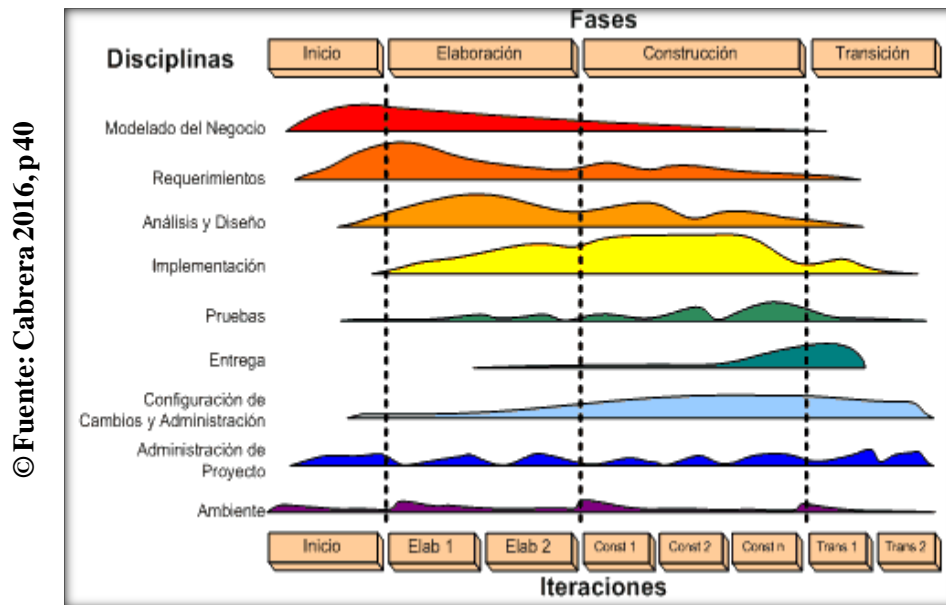 Fases
Disciplinas
Inicio
Elaboración
Construcción
Transición
Modelado del Negocio
Requerimientos
Análisis y Diseño
Implementación
Pruebas
Entrega
Configuración de
Cambios y Administración
Administración de
Proyecto
Ambiente
Inicio
Elab 1
Elab 2
Const 1
Const 2
Const n
Trans 1
Trans 2
Iteraciones
© Fuente: Cabrera 2016, p40